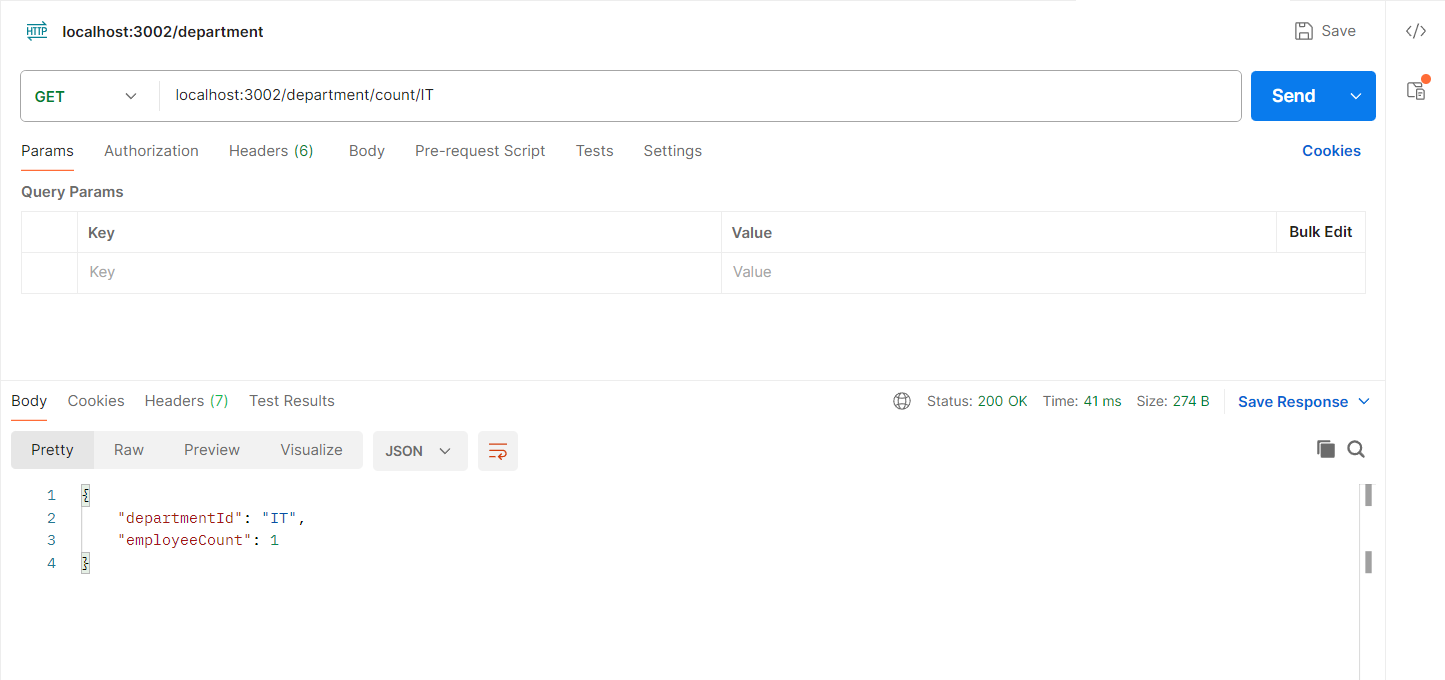 HTTP localhost:3002/department Save
GET localhost:3002/department/count/IT Send
Params Authorization Headers (6) Body Pre-request Script Tests Settings Cookies
Query Params
Key Value Bulk Edit
Key Value
Body Cookies Headers (7) Test Results Status: 200 OK Time: 41 ms Size: 274 B Save Response
Pretty Raw Preview Visualize JSON
1 {
2 "departmentId": "IT",
3 "employeeCount": 1
4 }